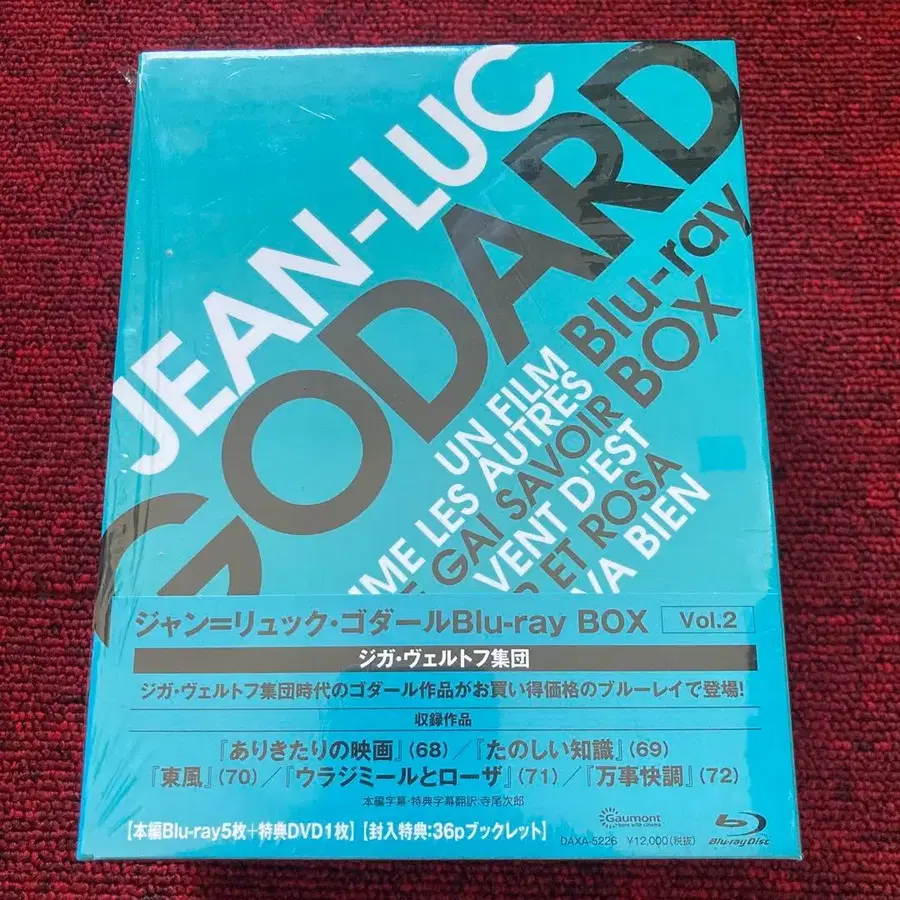 JEAN-LUC
GODARD
Blu-ray
BOX
UN FILM
LES AUTRES
GAI SAVOIR
VENT D'EST
ET ROSA
VA BIEN
ジャン=リュック・ゴダールBlu-ray BOX Vol.2
ジガ・ヴェルトフ集団
ジガ・ヴェルトフ集団時代のゴダール作品がお買い得価格のブルーレイで登場!
収録作品
『ありきたりの映画』(68)/『たのしい知識』(69)
『東風』(70)/『ウラジミールとローザ』(71)/『万事快調』(72)
本編字幕・特典字幕翻訳:寺尾次郎
【本編Blu-ray5枚+特典DVD1枚】【封入特典:36pブックレット】
Gaumont
born with cinema
DAXA-5226 ¥12,000(税抜)
Blu-ray Disc